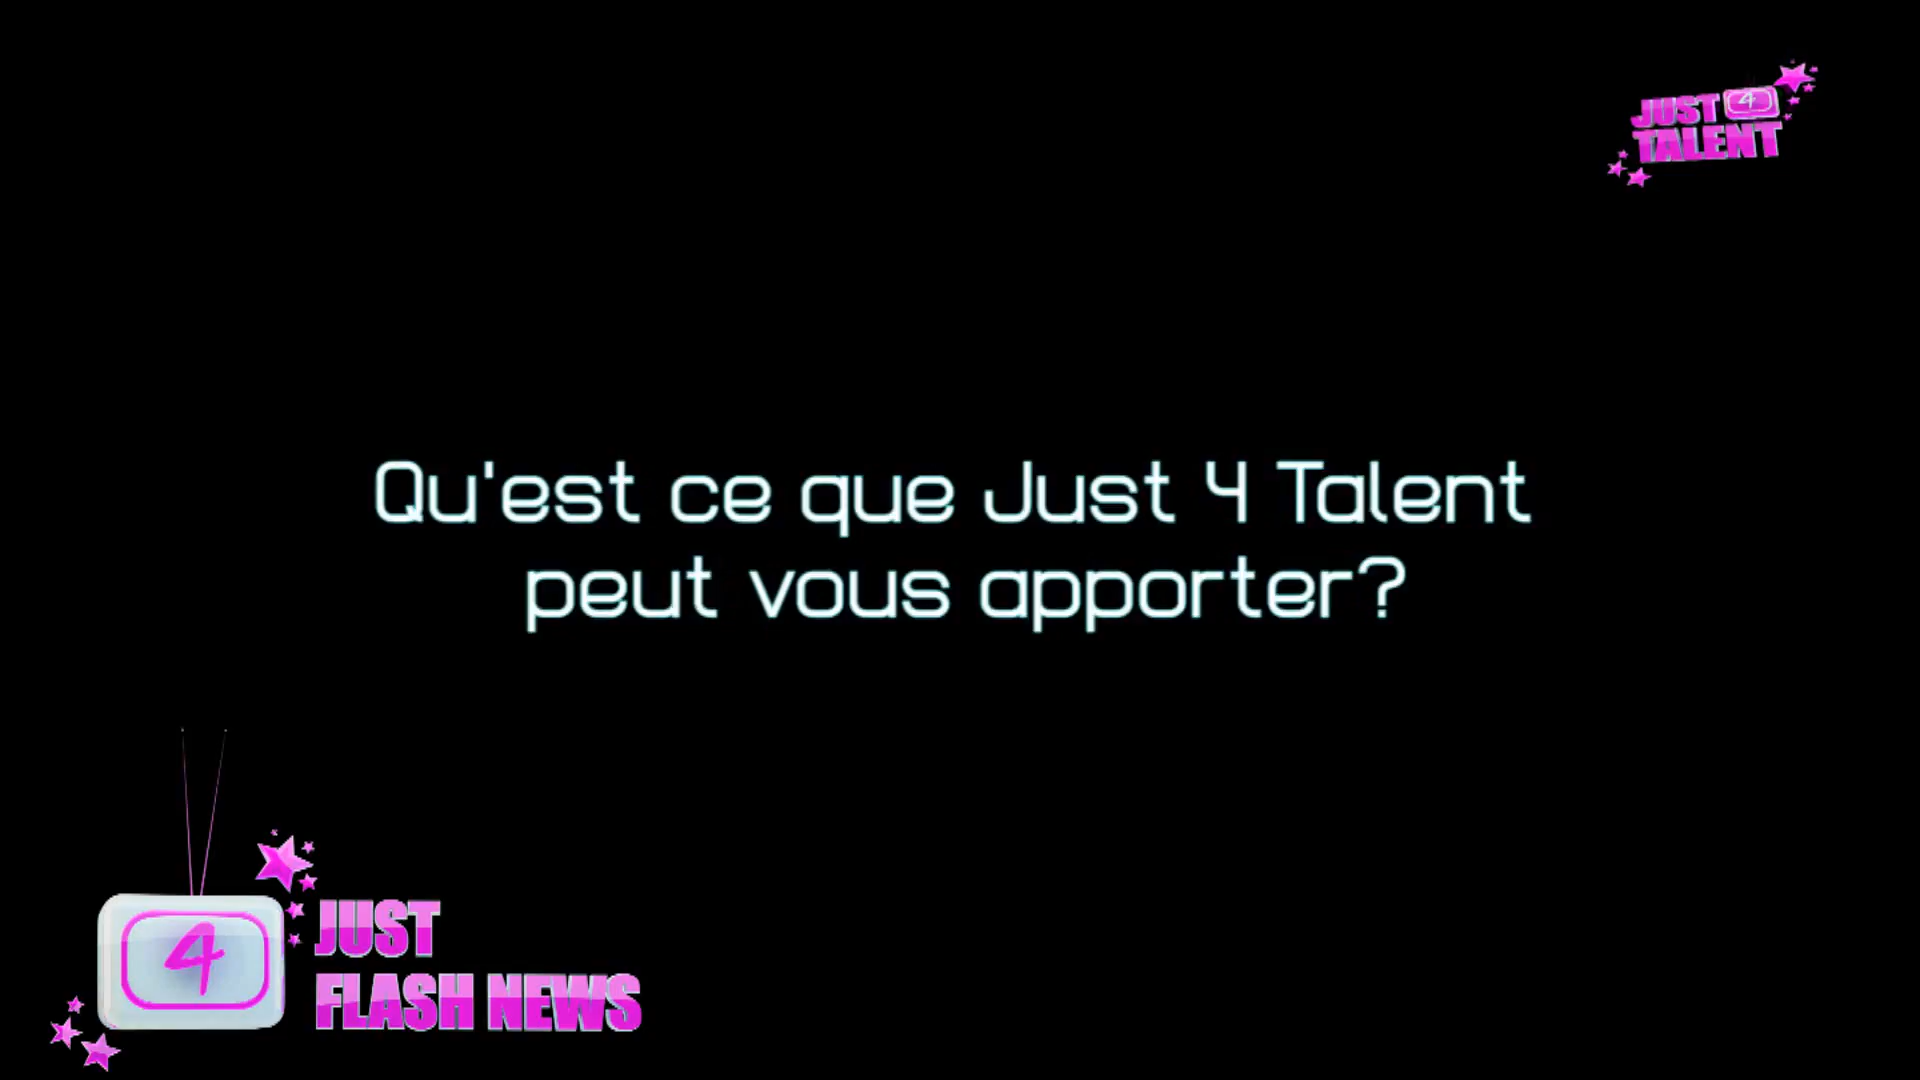 JUST 4
TALENT
Qu'est ce que Just 4 Talent
peut vous apporter?
4
JUST
FLASH NEWS